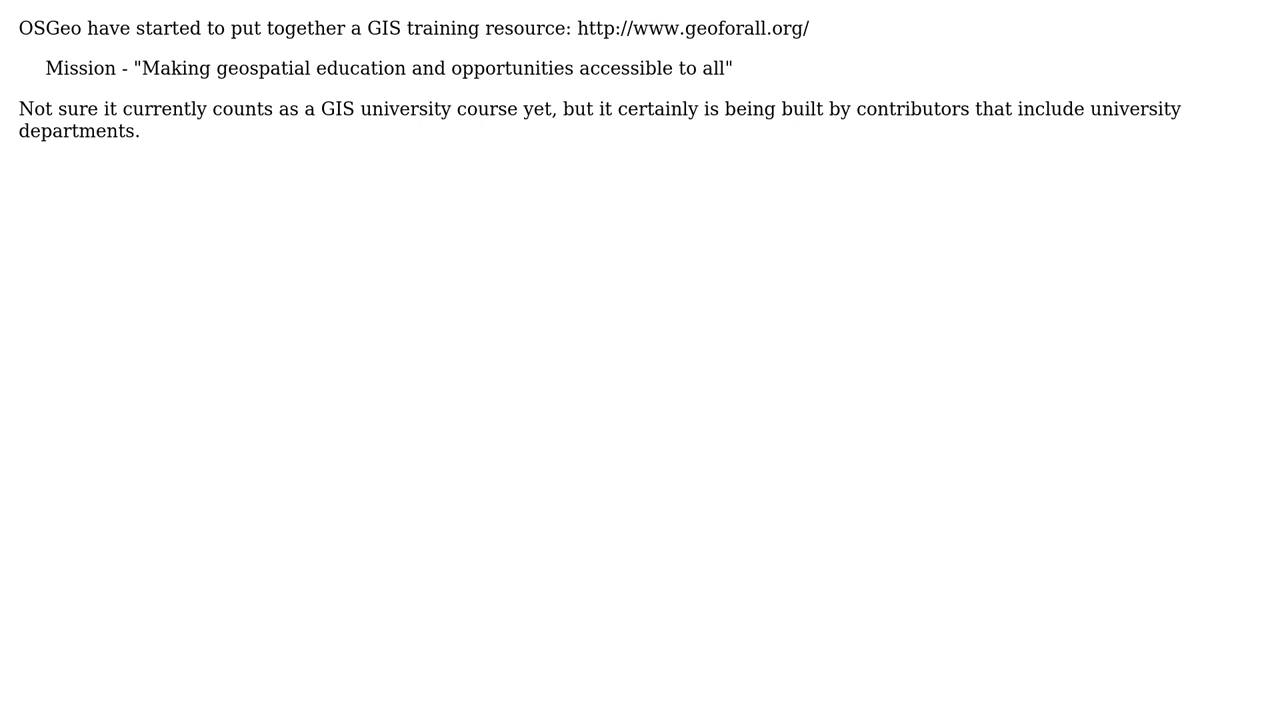 OSGeo have started to put together a GIS training resource: http://www.geoforall.org/
Mission - "Making geospatial education and opportunities accessible to all"
Not sure it currently counts as a GIS university course yet, but it certainly is being built by contributors that include university
departments.